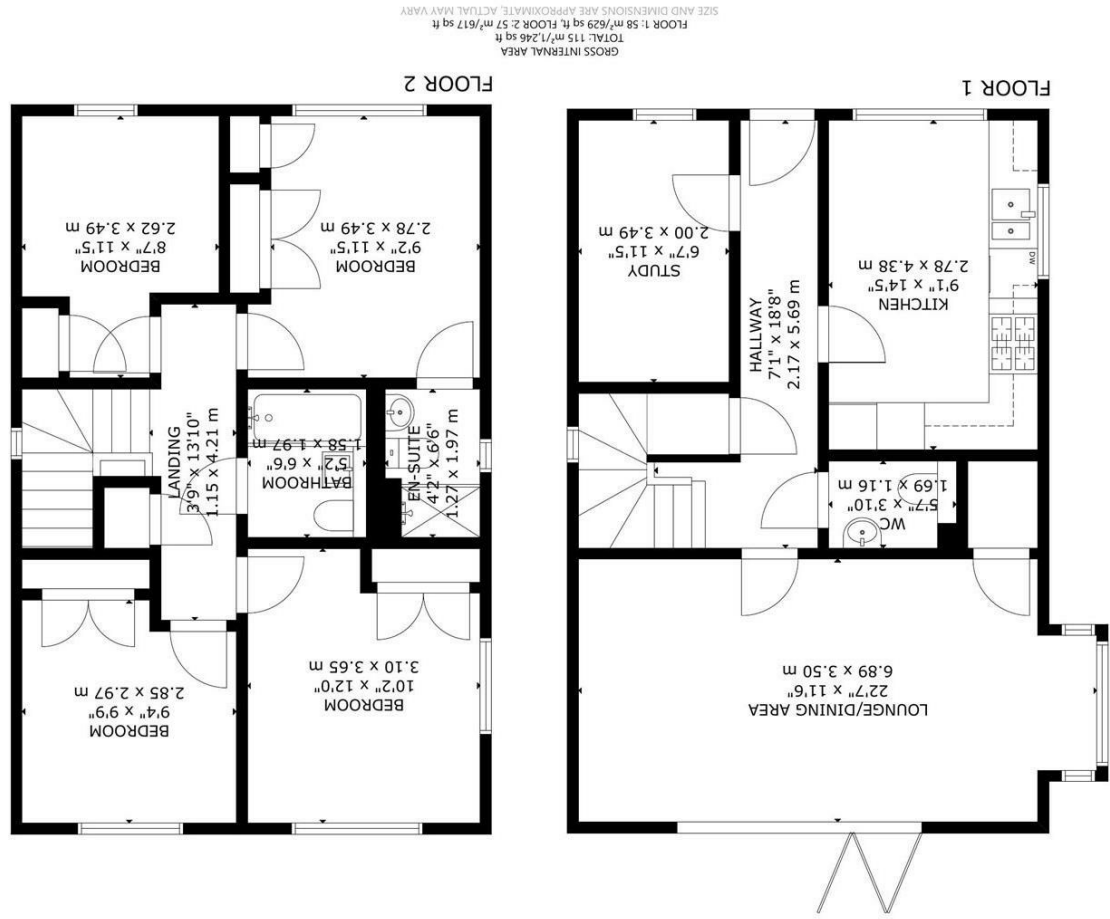 FLOOR 1
LOUNGE/DINING AREA
22'7" x 11'6"
6.89 x 3.50 m
WC
5'7" x 3'10"
1.69 x 1.16 m
HALLWAY
7'1" x 18'8"
2.17 x 5.69 m
KITCHEN
9'1" x 14'5"
2.78 x 4.38 m
DW
STUDY
6'7" x 11'5"
2.00 x 3.49 m
FLOOR 2
BEDROOM
10'2" x 12'0"
3.10 x 3.65 m
BEDROOM
9'4" x 9'9"
2.85 x 2.97 m
EN-SUITE
4'2" x 6'6"
1.27 x 1.97 m
BATHROOM
5'2" x 6'6"
1.58 x 1.97 m
LANDING
3'9" x 13'10"
1.15 x 4.21 m
BEDROOM
9'2" x 11'5"
2.78 x 3.49 m
BEDROOM
8'7" x 11'5"
2.62 x 3.49 m
GROSS INTERNAL AREA
TOTAL: 115 m²/1,246 sq ft
FLOOR 1: 58 m²/629 sq ft, FLOOR 2: 57 m²/617 sq ft
SIZE AND DIMENSIONS ARE APPROXIMATE, ACTUAL MAY VARY